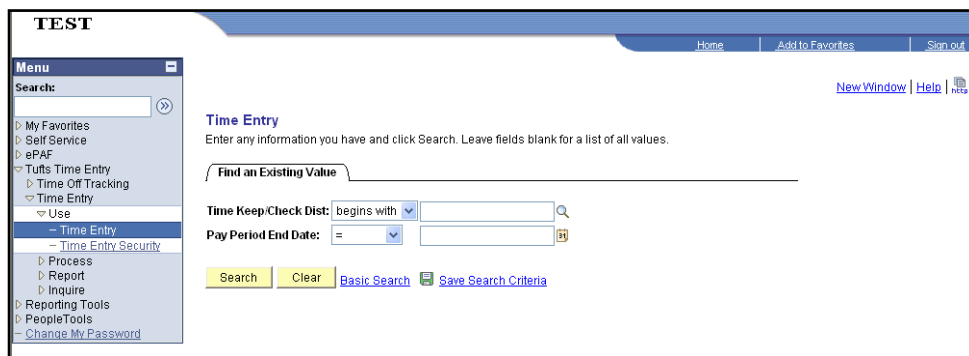 TEST
Home Add to Favorites Sign out
Menu
Search:
New Window | Help | http
My Favorites
Self Service
ePAF
Tufts Time Entry
Time Off Tracking
Time Entry
Use
– Time Entry
– Time Entry Security
Process
Report
Inquire
Reporting Tools
PeopleTools
– Change My Password
Time Entry
Enter any information you have and click Search. Leave fields blank for a list of all values.
Find an Existing Value
Time Keep/Check Dist: begins with
Pay Period End Date: =
31
Search Clear Basic Search Save Search Criteria